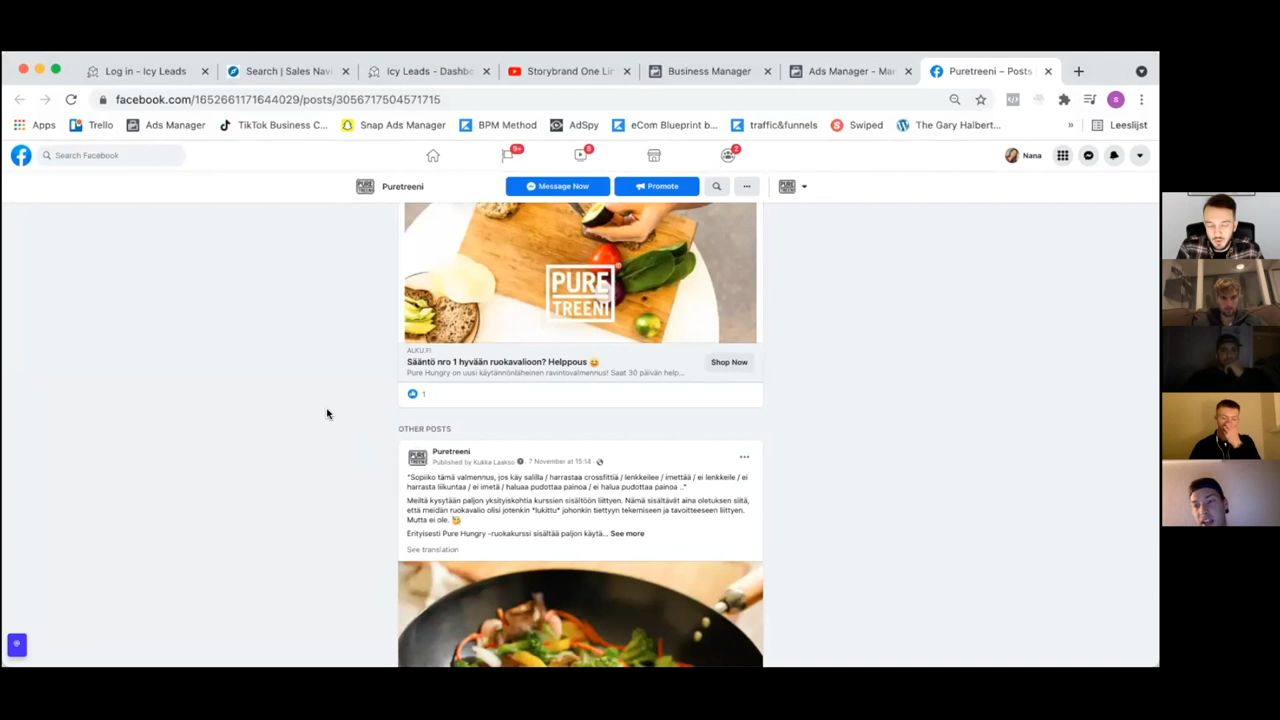 Log in - Icy Leads
Search | Sales Navi
Icy Leads - Dashbo
Storybrand One Lin
Business Manager
Ads Manager - Man
Puretreeni – Posts
facebook.com/1652661171644029/posts/3056717504571715
Apps
Trello
Ads Manager
TikTok Business C...
Snap Ads Manager
BPM Method
AdSpy
eCom Blueprint b...
traffic&funnels
Swiped
The Gary Halbert...
»
Leeslijst
Search Facebook
9+
8
2
Nana
PURE TREENI
Puretreeni
Message Now
Promote
PURE
TREENI
ALKU.FI
Sääntö nro 1 hyvään ruokavalioon? Helppous 😄
Shop Now
Pure Hungry on uusi käytännönläheinen ravintovalmennus! Saat 30 päivän help...
1
OTHER POSTS
Puretreeni
Published by Kukka Laakso · 7 November at 15:14
"Sopiiko tämä valmennus, jos käy salilla / harrastaa crossfittiä / lenkkeilee / imettää / ei lenkkeile / ei
harrasta liikuntaa / ei imetä / haluaa pudottaa painoa / ei halua pudottaa painoa .."
Meiltä kysytään paljon yksityiskohtia kurssien sisältöön liittyen. Nämä sisältävät aina oletuksen siitä,
että meidän ruokavalio olisi jotenkin *lukittu* johonkin tiettyyn tekemiseen ja tavoitteeseen liittyen.
Mutta ei ole. 😇
Erityisesti Pure Hungry -ruokakurssi sisältää paljon käytä... See more
See translation